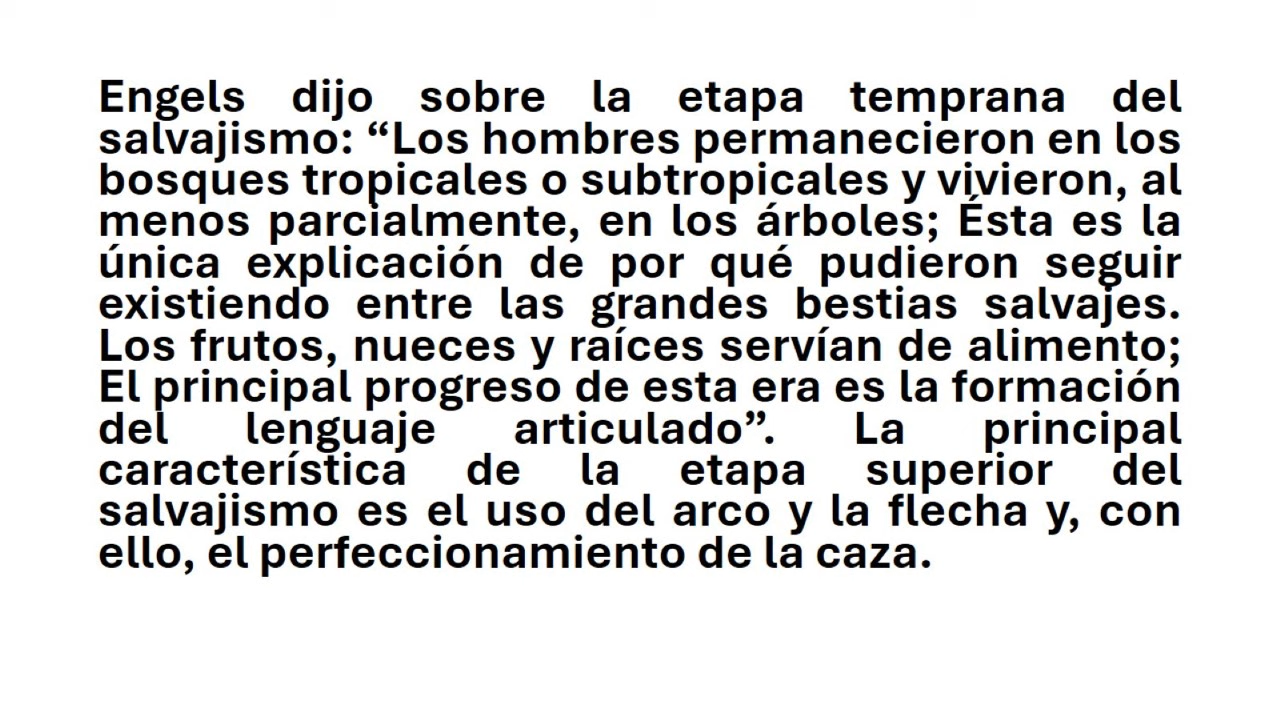 Engels dijo sobre la etapa temprana del
salvajismo: “Los hombres permanecieron en los
bosques tropicales o subtropicales y vivieron, al
menos parcialmente, en los árboles; Ésta es la
única explicación de por qué pudieron seguir
existiendo entre las grandes bestias salvajes.
Los frutos, nueces y raíces servían de alimento;
El principal progreso de esta era es la formación
del lenguaje articulado”. La principal
característica de la etapa superior del
salvajismo es el uso del arco y la flecha y, con
ello, el perfeccionamiento de la caza.